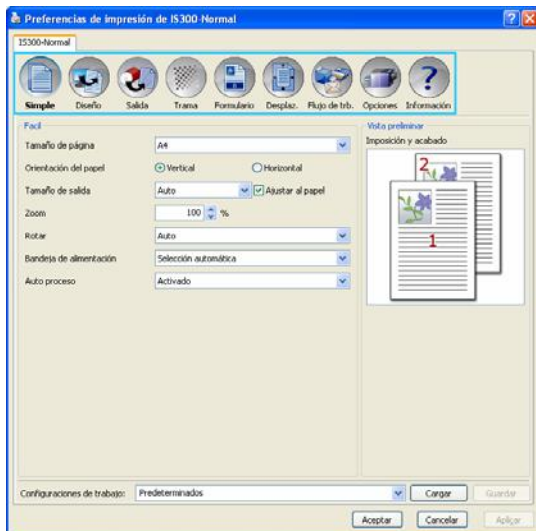 Preferencias de impresión de IS300-Normal
IS300-Normal
Simple Diseño Salida Trama Formulario Desplaz. Flujo de trb. Opciones Información
Facil
Tamaño de página A4
Orientación del papel Vertical Horizontal
Tamaño de salida Auto Ajustar al papel
Zoom 100 %
Rotar Auto
Bandeja de alimentación Selección automática
Auto proceso Activado
Vista preliminar
Imposición y acabado
2
1
Configuraciones de trabajo: Predeterminados Cargar Guardar
Aceptar Cancelar Aplicar